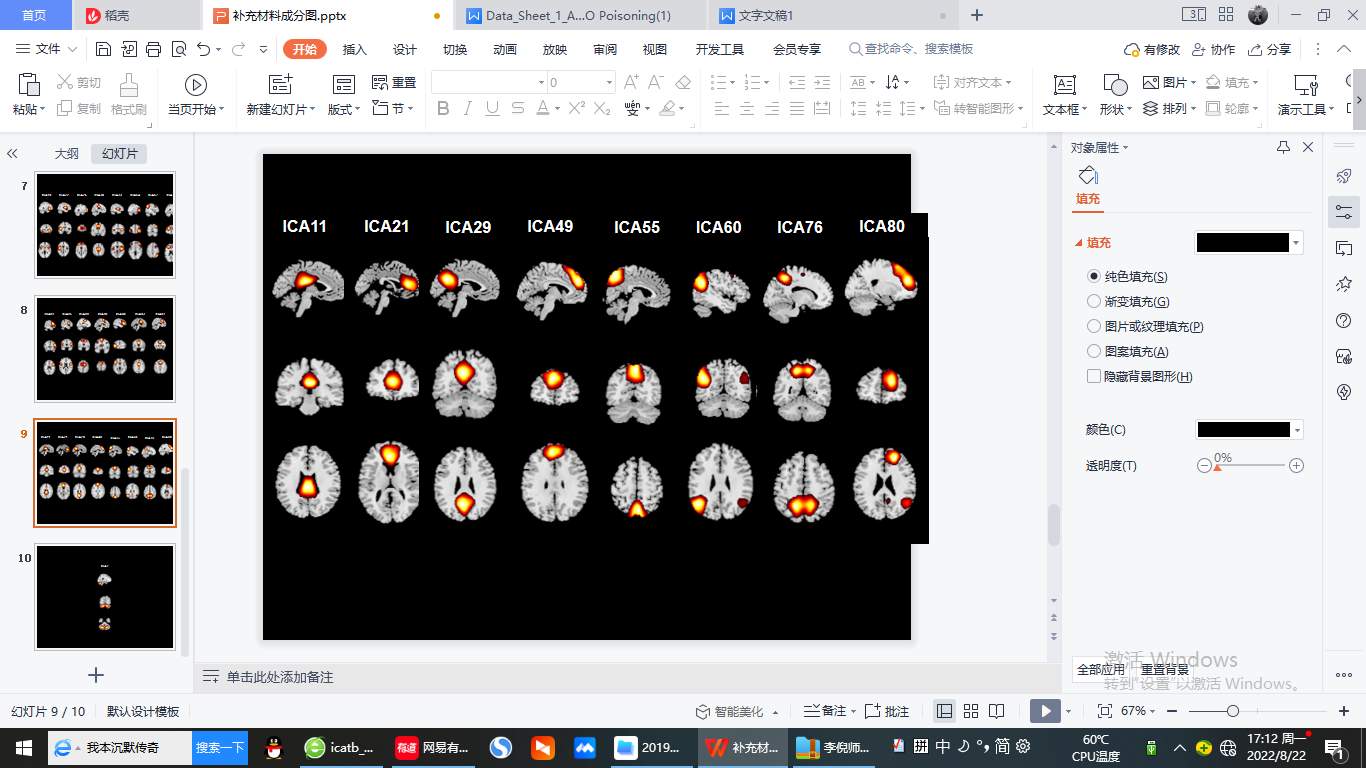 首页
稻壳
补充材料成分图.pptx
Data_Sheet_1_A...O Poisoning(1)
文字文稿1
文件
开始
插入
设计
切换
动画
放映
审阅
视图
开发工具
会员专享
查找命令、搜索模板
有修改
协作
分享
粘贴
剪切
复制
格式刷
当页开始
新建幻灯片
版式
重置
节
0
B I U S A X² X₂
对齐文本
转智能图形
文本框
形状
图片
排列
填充
轮廓
演示工具
大纲
幻灯片
7
8
9
10
ICA11 ICA21 ICA29 ICA49 ICA55 ICA60 ICA76 ICA80
对象属性
填充
填充
纯色填充(S)
渐变填充(G)
图片或纹理填充(P)
图案填充(A)
隐藏背景图形(H)
颜色(C)
透明度(T)
0%
全部应用
重置背景
激活 Windows
转到"设置"以激活 Windows。
单击此处添加备注
幻灯片 9 / 10
默认设计模板
智能美化
备注
批注
67%
我本沉默传奇
搜索一下
icatb_...
网易有...
2019...
补充材...
李倪师...
拼 中 简
60℃
CPU温度
17:12 周一
2022/8/22
1